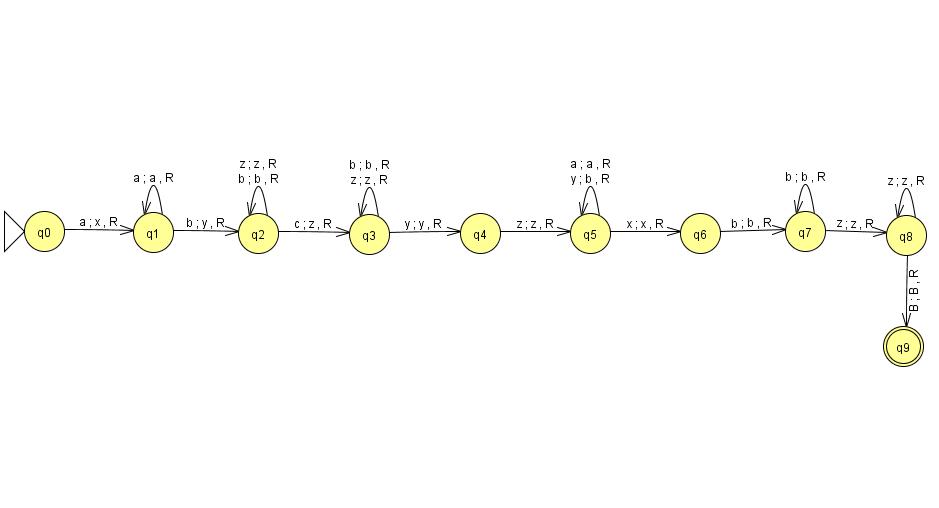 q0
a ; x , R
q1
a ; a , R
b ; y , R
q2
z ; z , R
b ; b , R
c ; z , R
q3
b ; b , R
z ; z , R
y ; y , R
q4
z ; z , R
q5
a ; a , R
y ; b , R
x ; x , R
q6
b ; b , R
q7
b ; b , R
z ; z , R
q8
z ; z , R
B ; B , R
q9